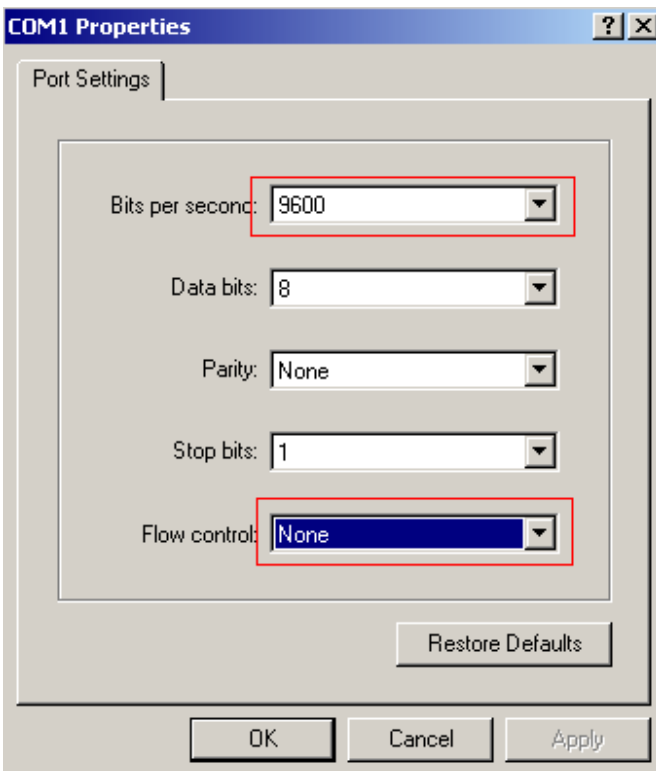 COM1 Properties
Port Settings
Bits per second: 9600
Data bits: 8
Parity: None
Stop bits: 1
Flow control: None
Restore Defaults
OK Cancel Apply